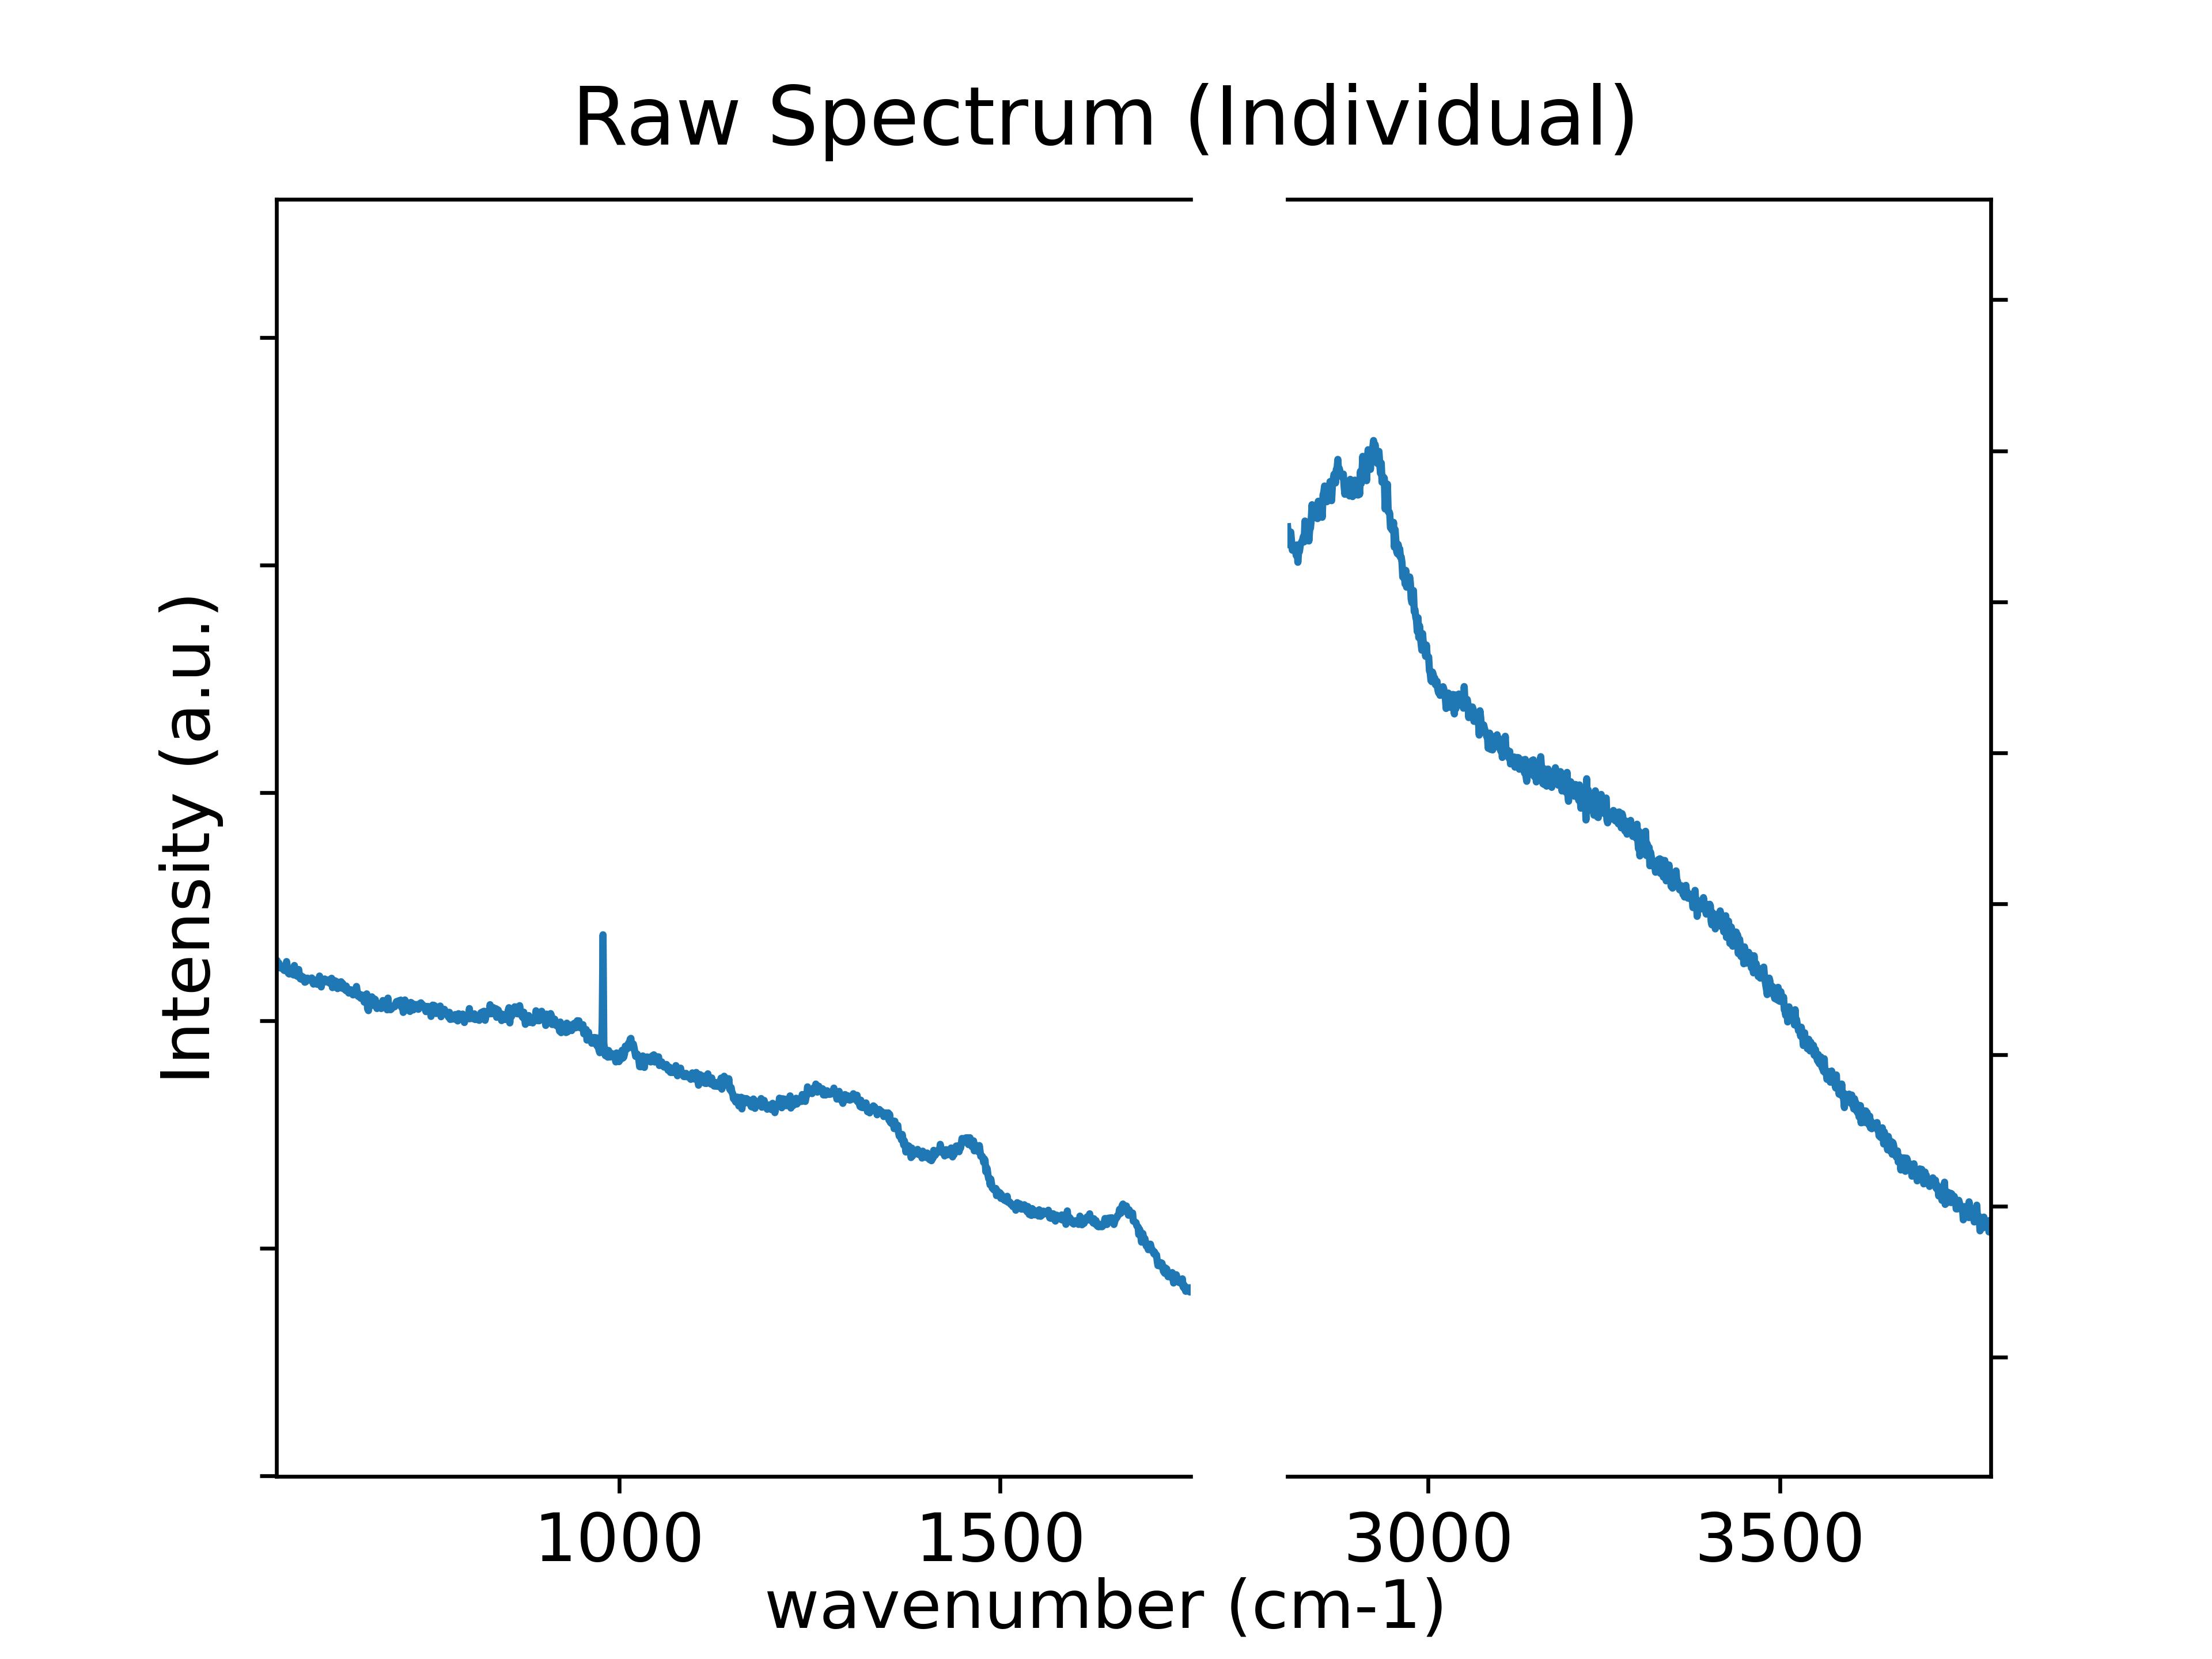 Raw Spectrum (Individual)
Intensity (a.u.)
1000 1500 3000 3500
wavenumber (cm-1)